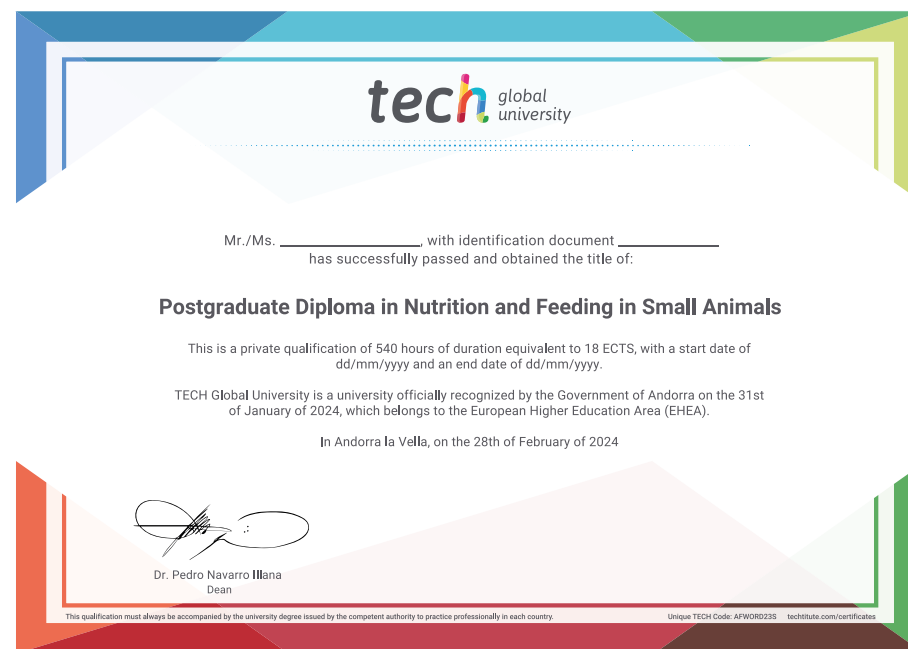 tech global university
Mr./Ms. ____________, with identification document ____________
has successfully passed and obtained the title of:
Postgraduate Diploma in Nutrition and Feeding in Small Animals
This is a private qualification of 540 hours of duration equivalent to 18 ECTS, with a start date of
dd/mm/yyyy and an end date of dd/mm/yyyy.
TECH Global University is a university officially recognized by the Government of Andorra on the 31st
of January of 2024, which belongs to the European Higher Education Area (EHEA).
In Andorra la Vella, on the 28th of February of 2024
Dr. Pedro Navarro Illana
Dean
This qualification must always be accompanied by the university degree issued by the competent authority to practice professionally in each country. Unique TECH Code: AFWORD23S techtitute.com/certificates